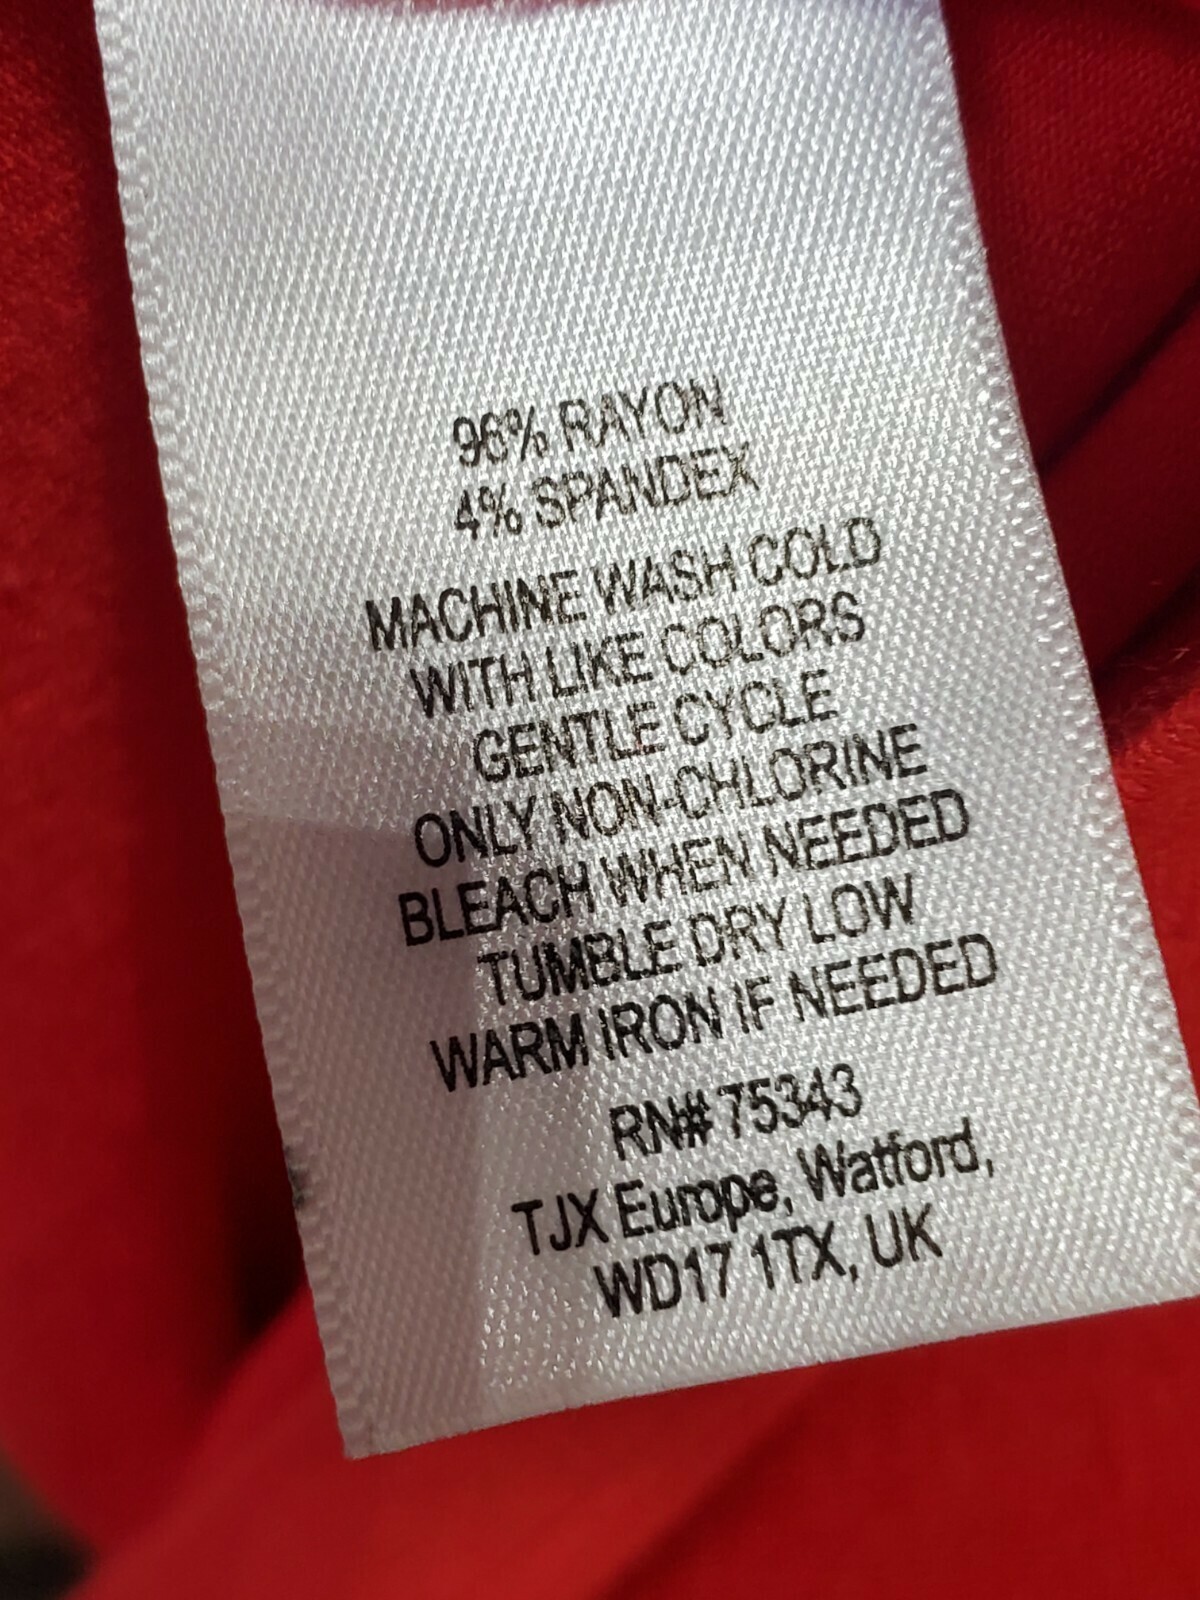 96% RAYON
4% SPANDEX
MACHINE WASH COLD
WITH LIKE COLORS
GENTLE CYCLE
ONLY NON-CHLORINE
BLEACH WHEN NEEDED
TUMBLE DRY LOW
WARM IRON IF NEEDED
RN# 75343
TJX Europe, Watford,
WD17 1TX, UK